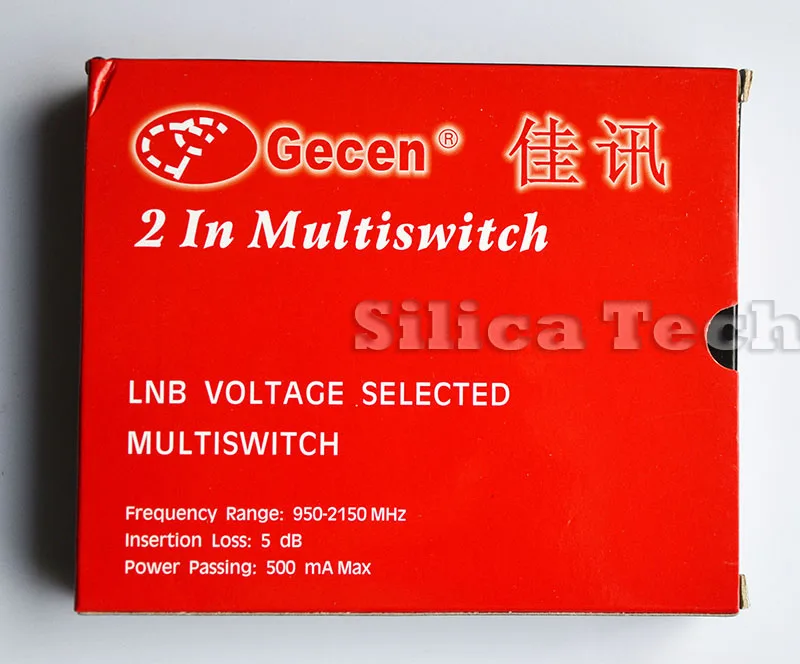 Gecen® 佳讯
2 In Multiswitch
Silica Tech
LNB VOLTAGE SELECTED
MULTISWITCH
Frequency Range: 950-2150 MHz
Insertion Loss: 5 dB
Power Passing: 500 mA Max